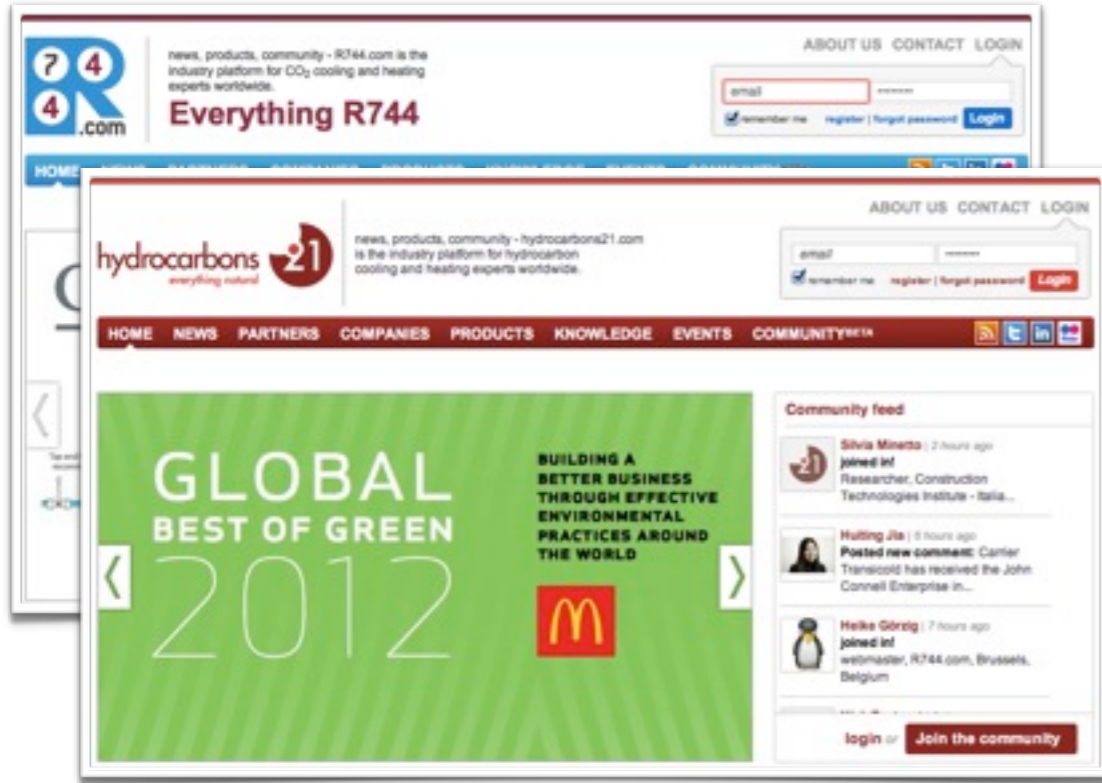 7 4
4 .com
news, products, community - R744.com is the
industry platform for CO₂ cooling and heating
experts worldwide.
Everything R744
ABOUT US CONTACT LOGIN
email ········
remember me register | forgot password Login
HOME
hydrocarbons 21
everything natural
news, products, community - hydrocarbons21.com
is the industry platform for hydrocarbon
cooling and heating experts worldwide.
ABOUT US CONTACT LOGIN
email ········
remember me register | forgot password Login
HOME NEWS PARTNERS COMPANIES PRODUCTS KNOWLEDGE EVENTS COMMUNITY BETA
GLOBAL
BEST OF GREEN
2012
BUILDING A
BETTER BUSINESS
THROUGH EFFECTIVE
ENVIRONMENTAL
PRACTICES AROUND
THE WORLD
Community feed
21
Silvia Minetto | 2 hours ago
joined in!
Researcher, Construction
Technologies Institute - Italia...
Huiting Jia | 6 hours ago
Posted new comment: Carrier
Transicold has received the John
Connell Enterprise in...
Heike Görzig | 7 hours ago
joined in!
webmaster, R744.com, Brussels,
Belgium
login or Join the community